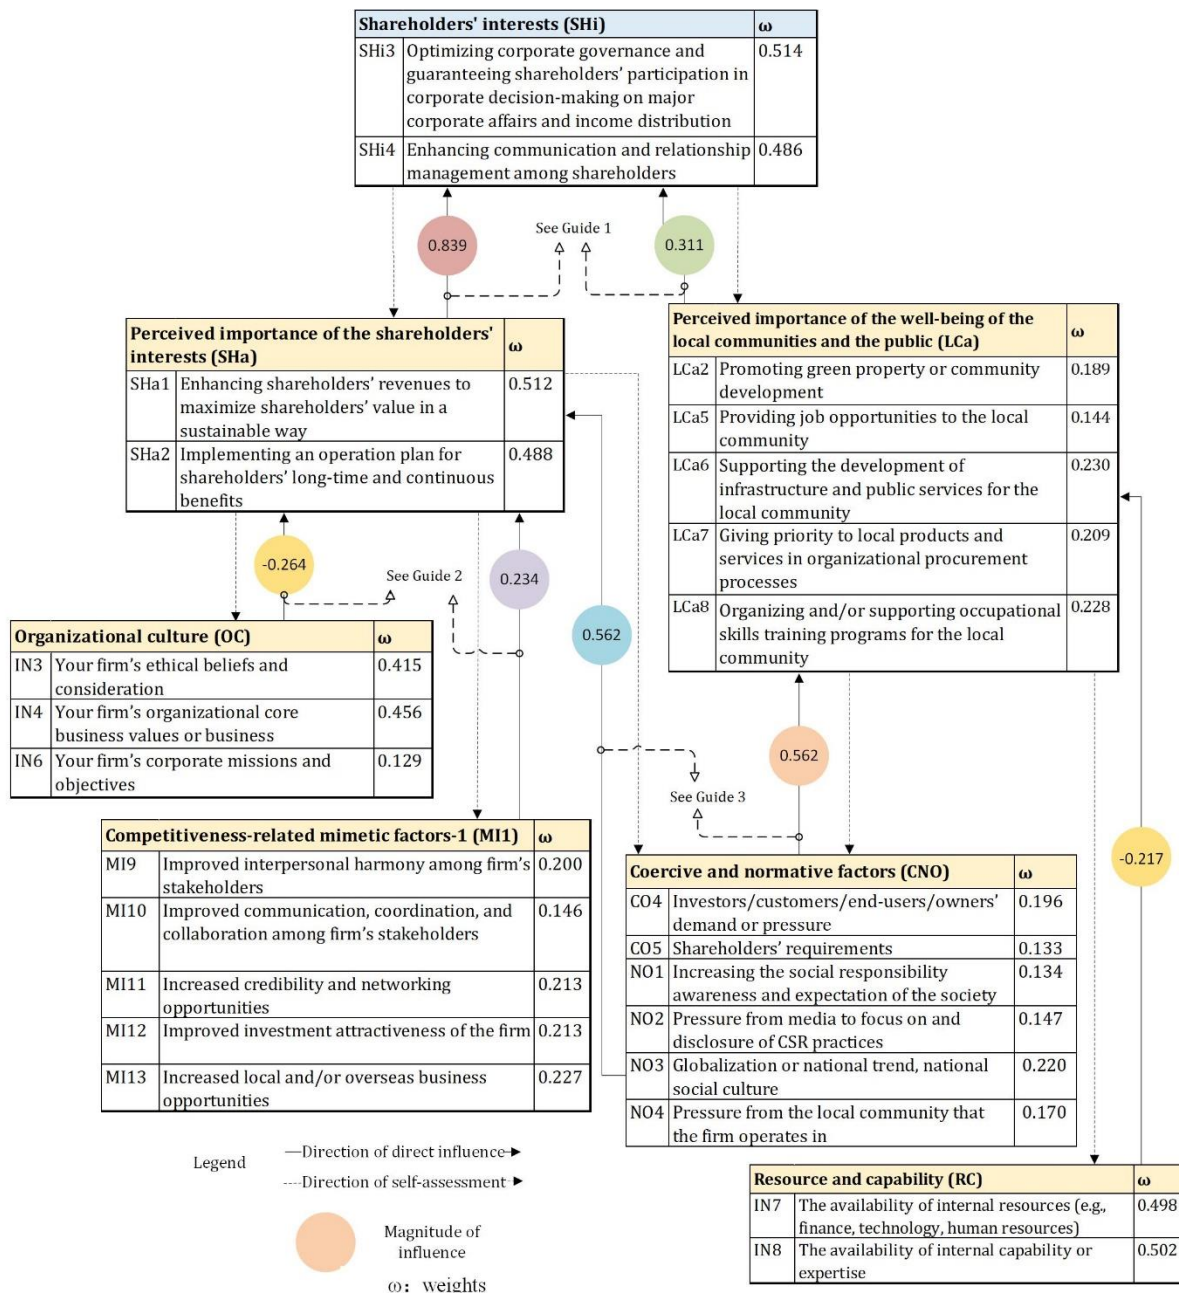 Shareholders' interests (SHi) ω
SHi3 Optimizing corporate governance and 0.514
guaranteeing shareholders' participation in
corporate decision-making on major
corporate affairs and income distribution
SHi4 Enhancing communication and relationship 0.486
management among shareholders
0.839
See Guide 1
0.311
Perceived importance of the shareholders'
interests (SHa) ω
SHa1 Enhancing shareholders' revenues to 0.512
maximize shareholders' value in a
sustainable way
SHa2 Implementing an operation plan for 0.488
shareholders' long-time and continuous
benefits
Perceived importance of the well-being of the
local communities and the public (LCa) ω
LCa2 Promoting green property or community 0.189
development
LCa5 Providing job opportunities to the local 0.144
community
LCa6 Supporting the development of 0.230
infrastructure and public services for the
local community
LCa7 Giving priority to local products and 0.209
services in organizational procurement
processes
LCa8 Organizing and/or supporting occupational 0.228
skills training programs for the local
community
-0.264
See Guide 2
0.234
0.562
Organizational culture (OC) ω
IN3 Your firm's ethical beliefs and 0.415
consideration
IN4 Your firm's organizational core 0.456
business values or business
IN6 Your firm's corporate missions and 0.129
objectives
0.562
See Guide 3
-0.217
Competitiveness-related mimetic factors-1 (MI1) ω
MI9 Improved interpersonal harmony among firm's 0.200
stakeholders
MI10 Improved communication, coordination, and 0.146
collaboration among firm's stakeholders
MI11 Increased credibility and networking 0.213
opportunities
MI12 Improved investment attractiveness of the firm 0.213
MI13 Increased local and/or overseas business 0.227
opportunities
Coercive and normative factors (CNO) ω
CO4 Investors/customers/end-users/owners' 0.196
demand or pressure
CO5 Shareholders' requirements 0.133
NO1 Increasing the social responsibility 0.134
awareness and expectation of the society
NO2 Pressure from media to focus on and 0.147
disclosure of CSR practices
NO3 Globalization or national trend, national 0.220
social culture
NO4 Pressure from the local community that 0.170
the firm operates in
Legend
Direction of direct influence
Direction of self-assessment
Magnitude of
influence
ω: weights
Resource and capability (RC) ω
IN7 The availability of internal resources (e.g., 0.498
finance, technology, human resources)
IN8 The availability of internal capability or 0.502
expertise